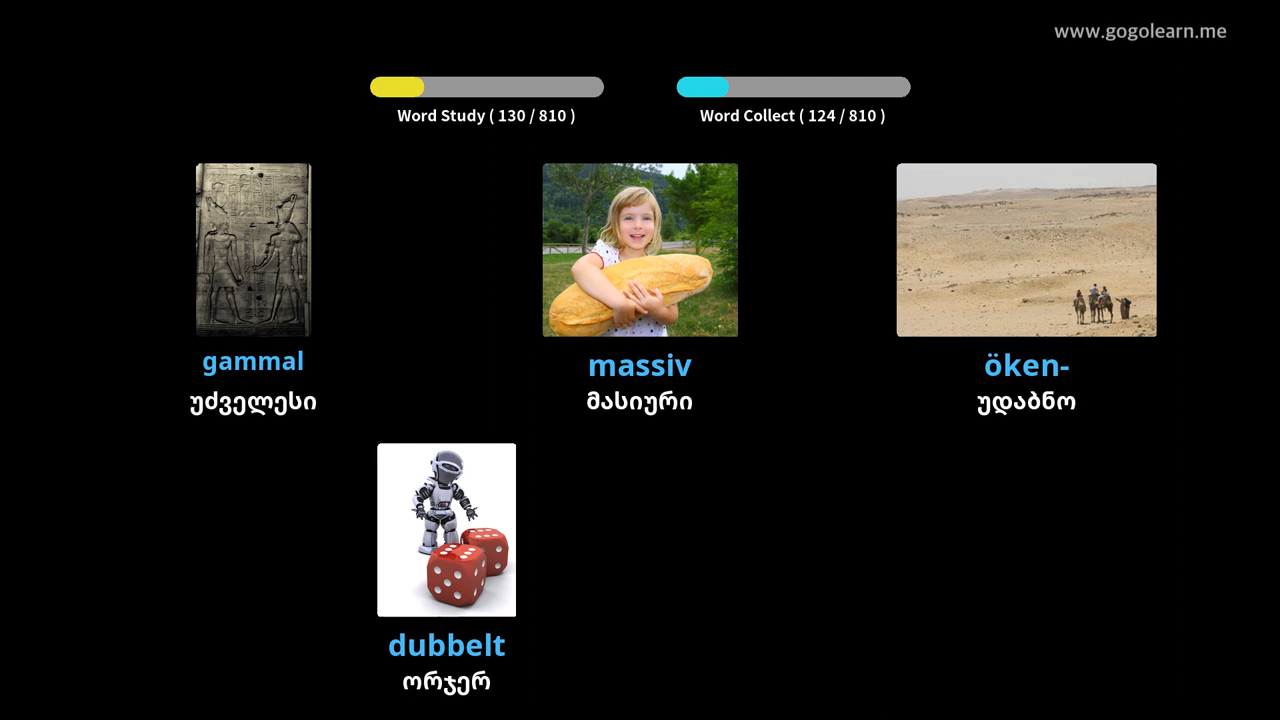 www.gogolearn.me
Word Study ( 130 / 810 )
Word Collect ( 124 / 810 )
gammal
უძველესი
massiv
მასიური
öken-
უდაბნო
dubbelt
ორჯერ